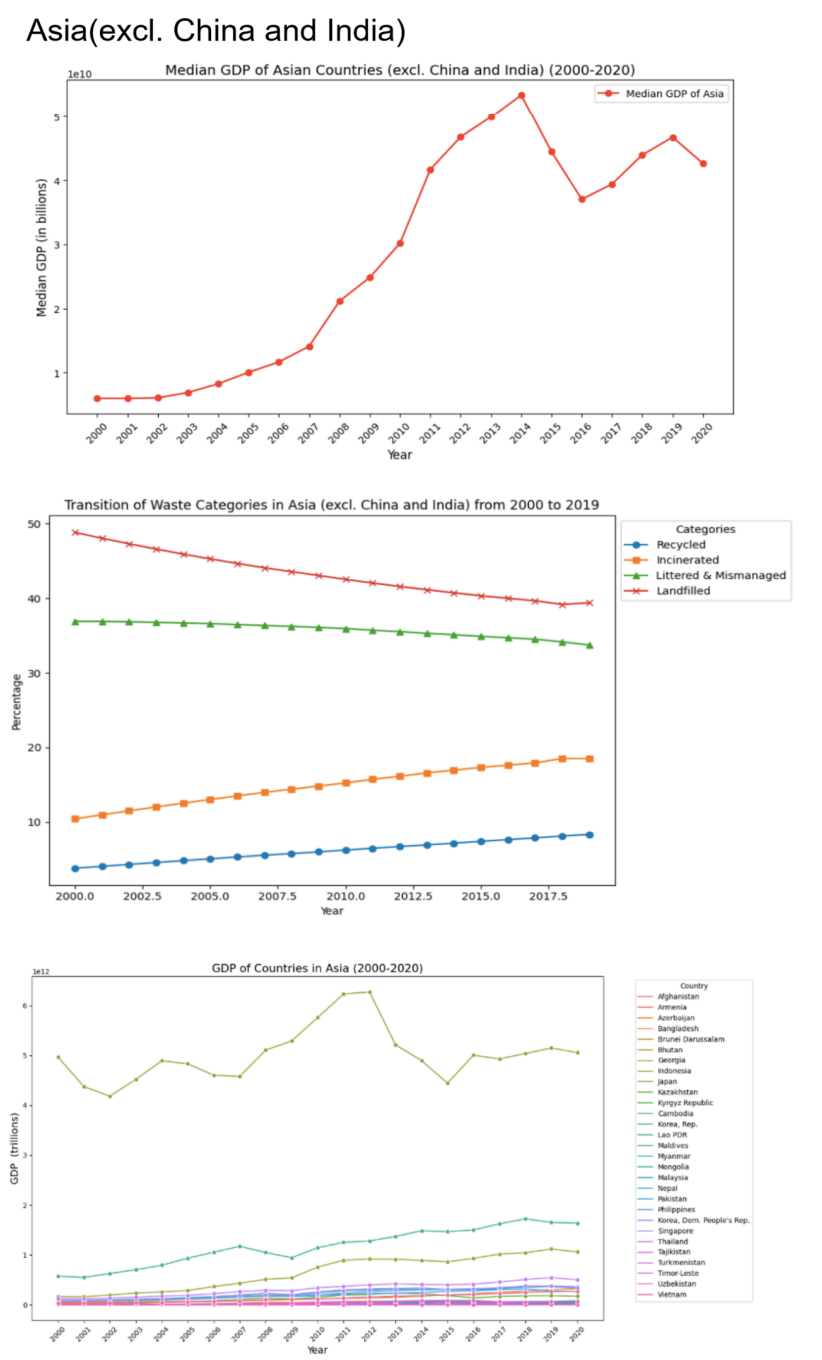 Asia(excl. China and India)
Median GDP of Asian Countries (excl. China and India) (2000-2020)
1e10
Median GDP of Asia
5
4
3
2
1
Median GDP (in billions)
2000 2001 2002 2003 2004 2005 2006 2007 2008 2009 2010 2011 2012 2013 2014 2015 2016 2017 2018 2019 2020
Year
Transition of Waste Categories in Asia (excl. China and India) from 2000 to 2019
50
40
30
20
10
Percentage
2000.0 2002.5 2005.0 2007.5 2010.0 2012.5 2015.0 2017.5
Year
Categories
Recycled
Incinerated
Littered & Mismanaged
Landfilled
GDP of Countries in Asia (2000-2020)
1e12
6
5
4
3
2
1
0
GDP (trillions)
2000 2001 2002 2003 2004 2005 2006 2007 2008 2009 2010 2011 2012 2013 2014 2015 2016 2017 2018 2019 2020
Year
Country
Afghanistan
Armenia
Azerbaijan
Bangladesh
Brunei Darussalam
Bhutan
Georgia
Indonesia
Japan
Kazakhstan
Kyrgyz Republic
Cambodia
Korea, Rep.
Lao PDR
Maldives
Myanmar
Mongolia
Malaysia
Nepal
Pakistan
Philippines
Korea, Dem. People's Rep.
Singapore
Thailand
Tajikistan
Turkmenistan
Timor-Leste
Uzbekistan
Vietnam